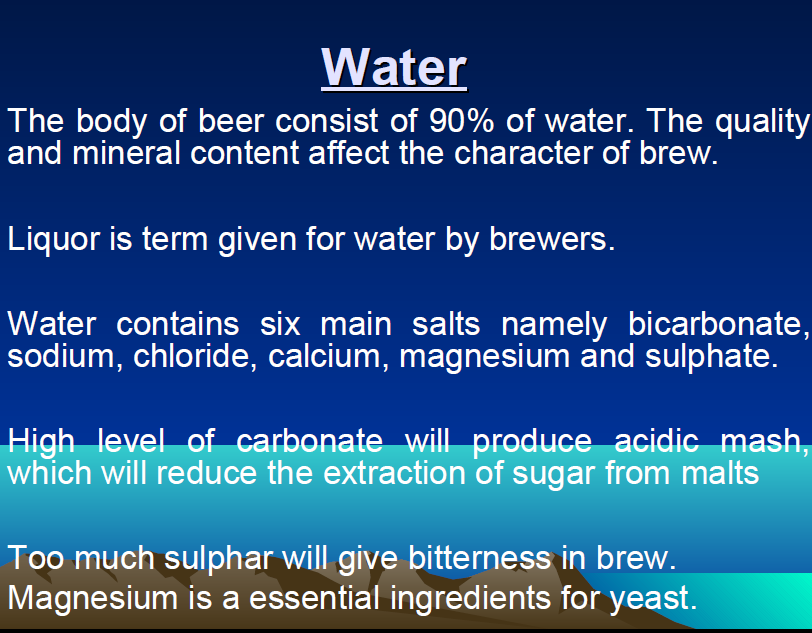 Water
The body of beer consist of 90% of water. The quality
and mineral content affect the character of brew.
Liquor is term given for water by brewers.
Water contains six main salts namely bicarbonate,
sodium, chloride, calcium, magnesium and sulphate.
High level of carbonate will produce acidic mash,
which will reduce the extraction of sugar from malts
Too much sulphar will give bitterness in brew.
Magnesium is a essential ingredients for yeast.